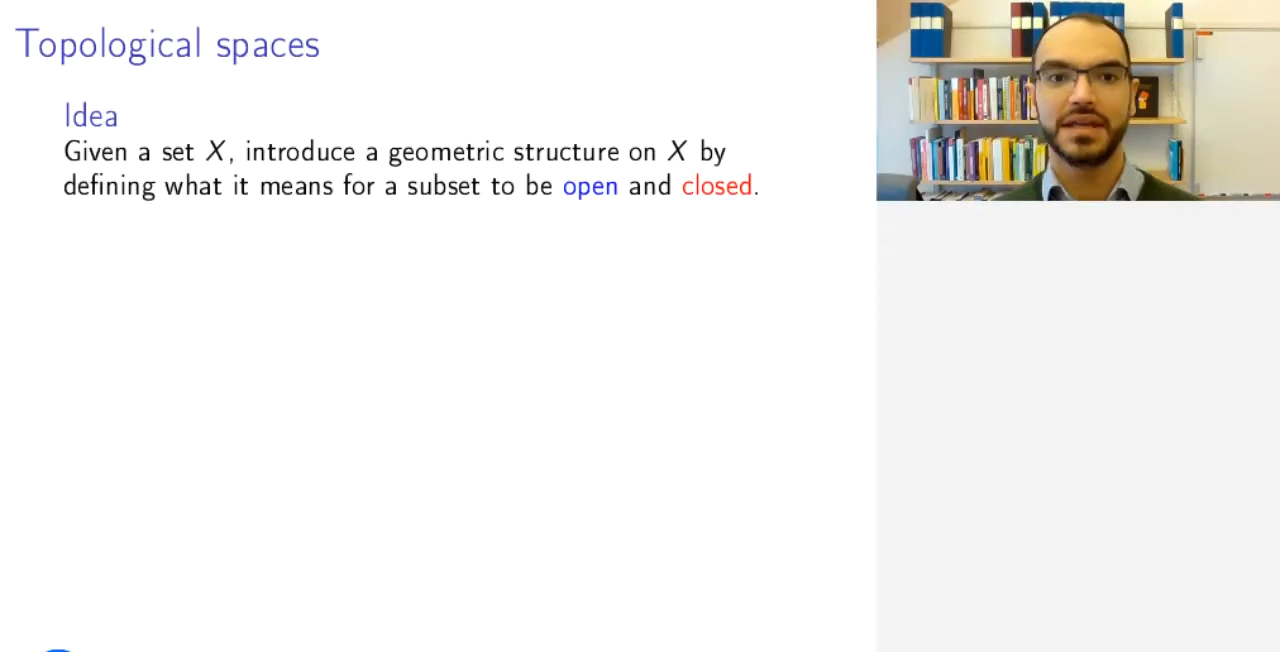 Topological spaces
Idea
Given a set X, introduce a geometric structure on X by
defining what it means for a subset to be open and closed.